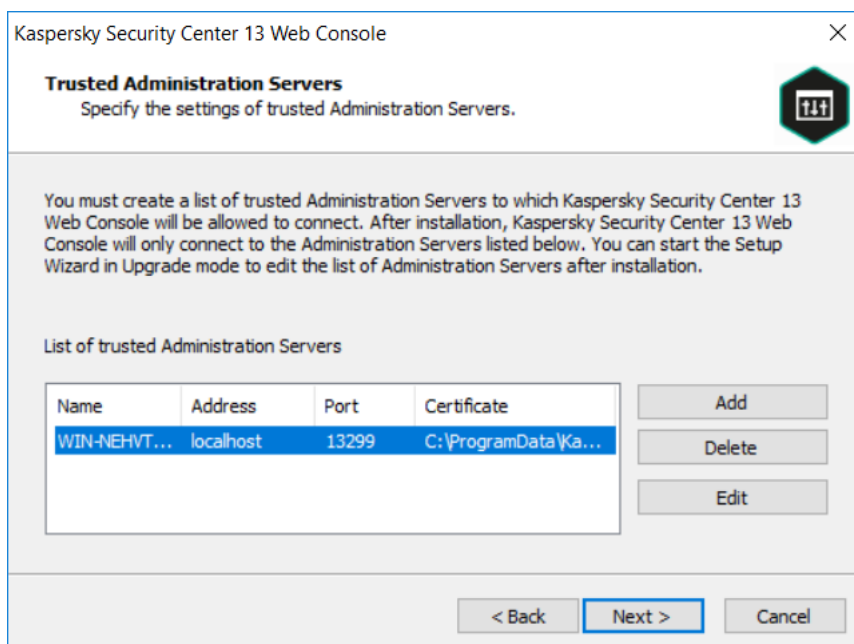 Kaspersky Security Center 13 Web Console
Trusted Administration Servers
Specify the settings of trusted Administration Servers.
You must create a list of trusted Administration Servers to which Kaspersky Security Center 13
Web Console will be allowed to connect. After installation, Kaspersky Security Center 13 Web
Console will only connect to the Administration Servers listed below. You can start the Setup
Wizard in Upgrade mode to edit the list of Administration Servers after installation.
List of trusted Administration Servers
Name Address Port Certificate
WIN-NEHVT... localhost 13299 C:\ProgramData\Ka...
Add
Delete
Edit
< Back Next > Cancel